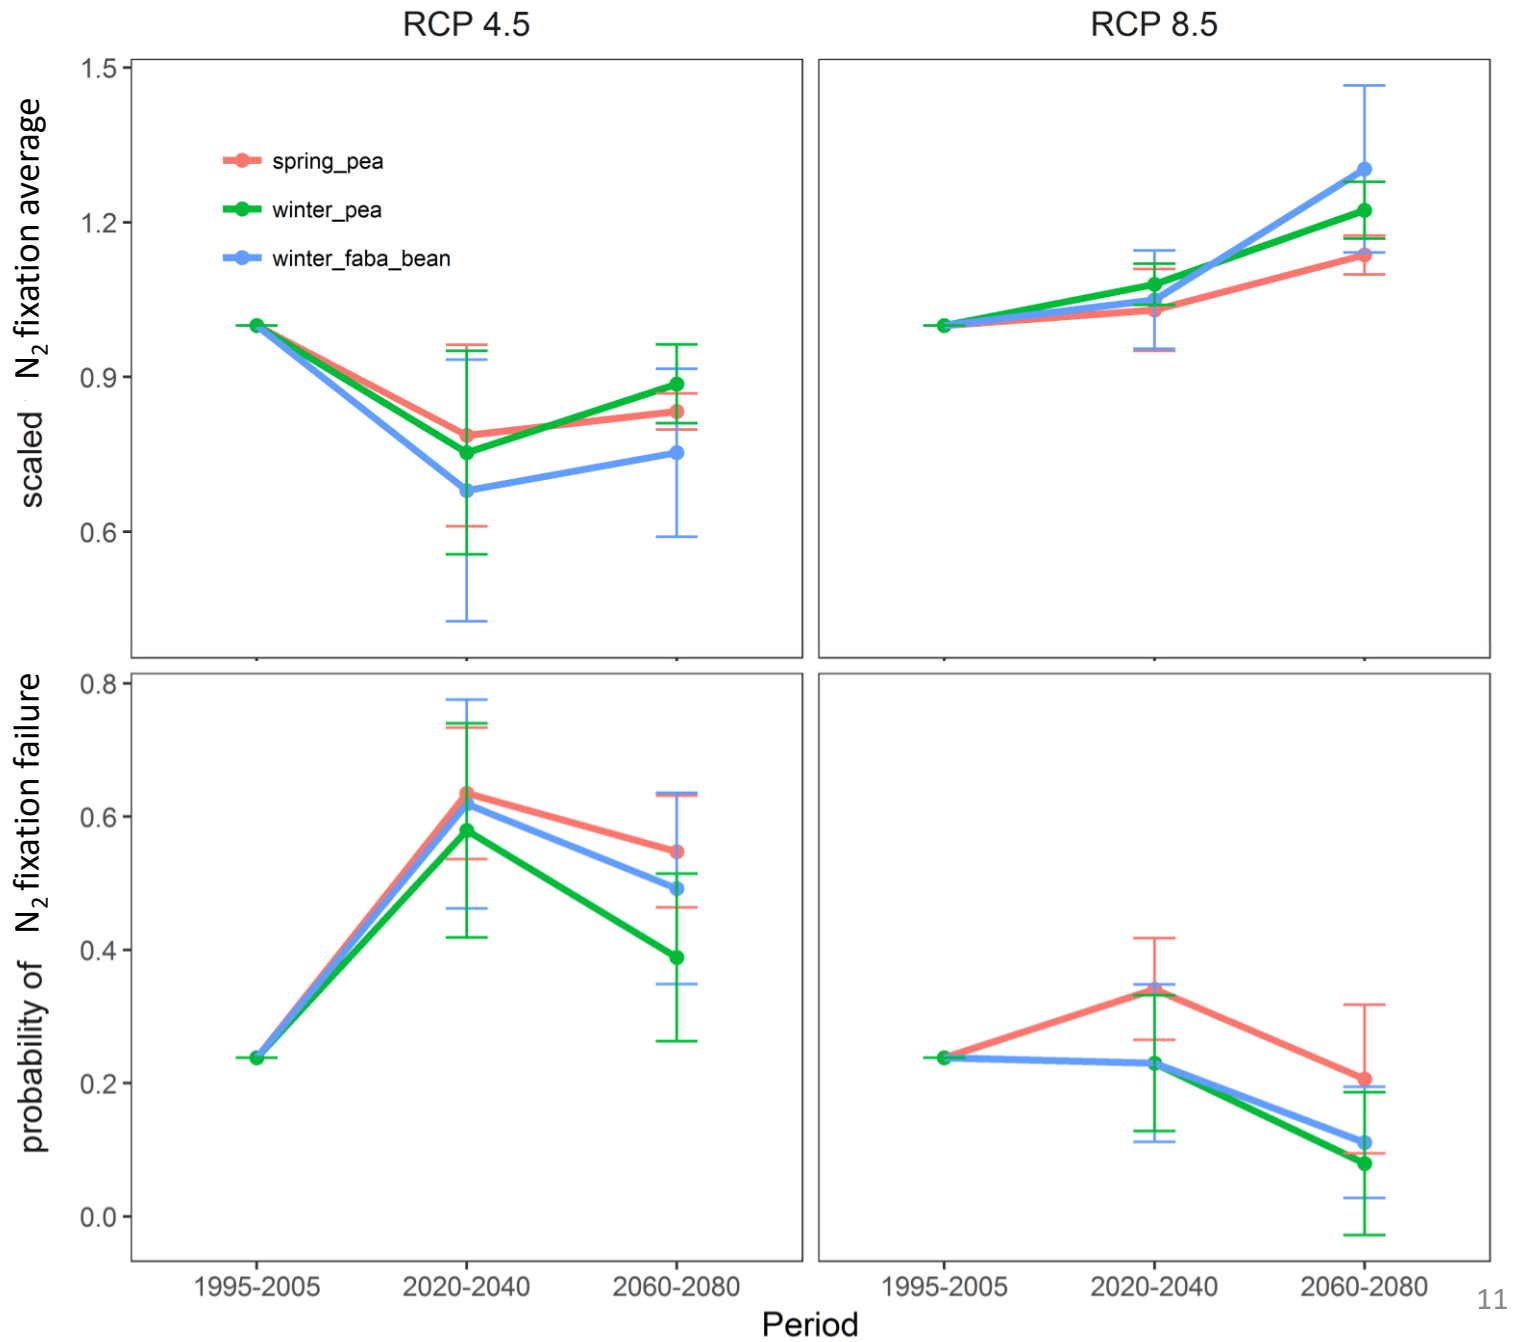 RCP 4.5
RCP 8.5
scaled N₂ fixation average
1.5
1.2
0.9
0.6
spring_pea
winter_pea
winter_faba_bean
probability of N₂ fixation failure
0.8
0.6
0.4
0.2
0.0
1995-2005
2020-2040
2060-2080
1995-2005
2020-2040
2060-2080
Period
11